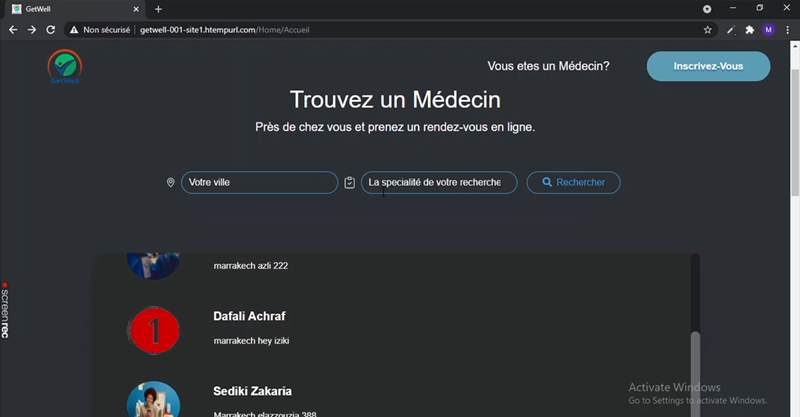 GetWell
Non sécurisé
getwell-001-site1.htempurl.com/Home/Accueil
M
GetWell
Vous etes un Médecin?
Inscrivez-Vous
Trouvez un Médecin
Près de chez vous et prenez un rendez-vous en ligne.
Votre ville
La specialité de votre recherche
Rechercher
marrakech azli 222
1
Dafali Achraf
marrakech hey iziki
Sediki Zakaria
Marrakech elazzouzia 388
screenrec
Activate Windows
Go to Settings to activate Windows.